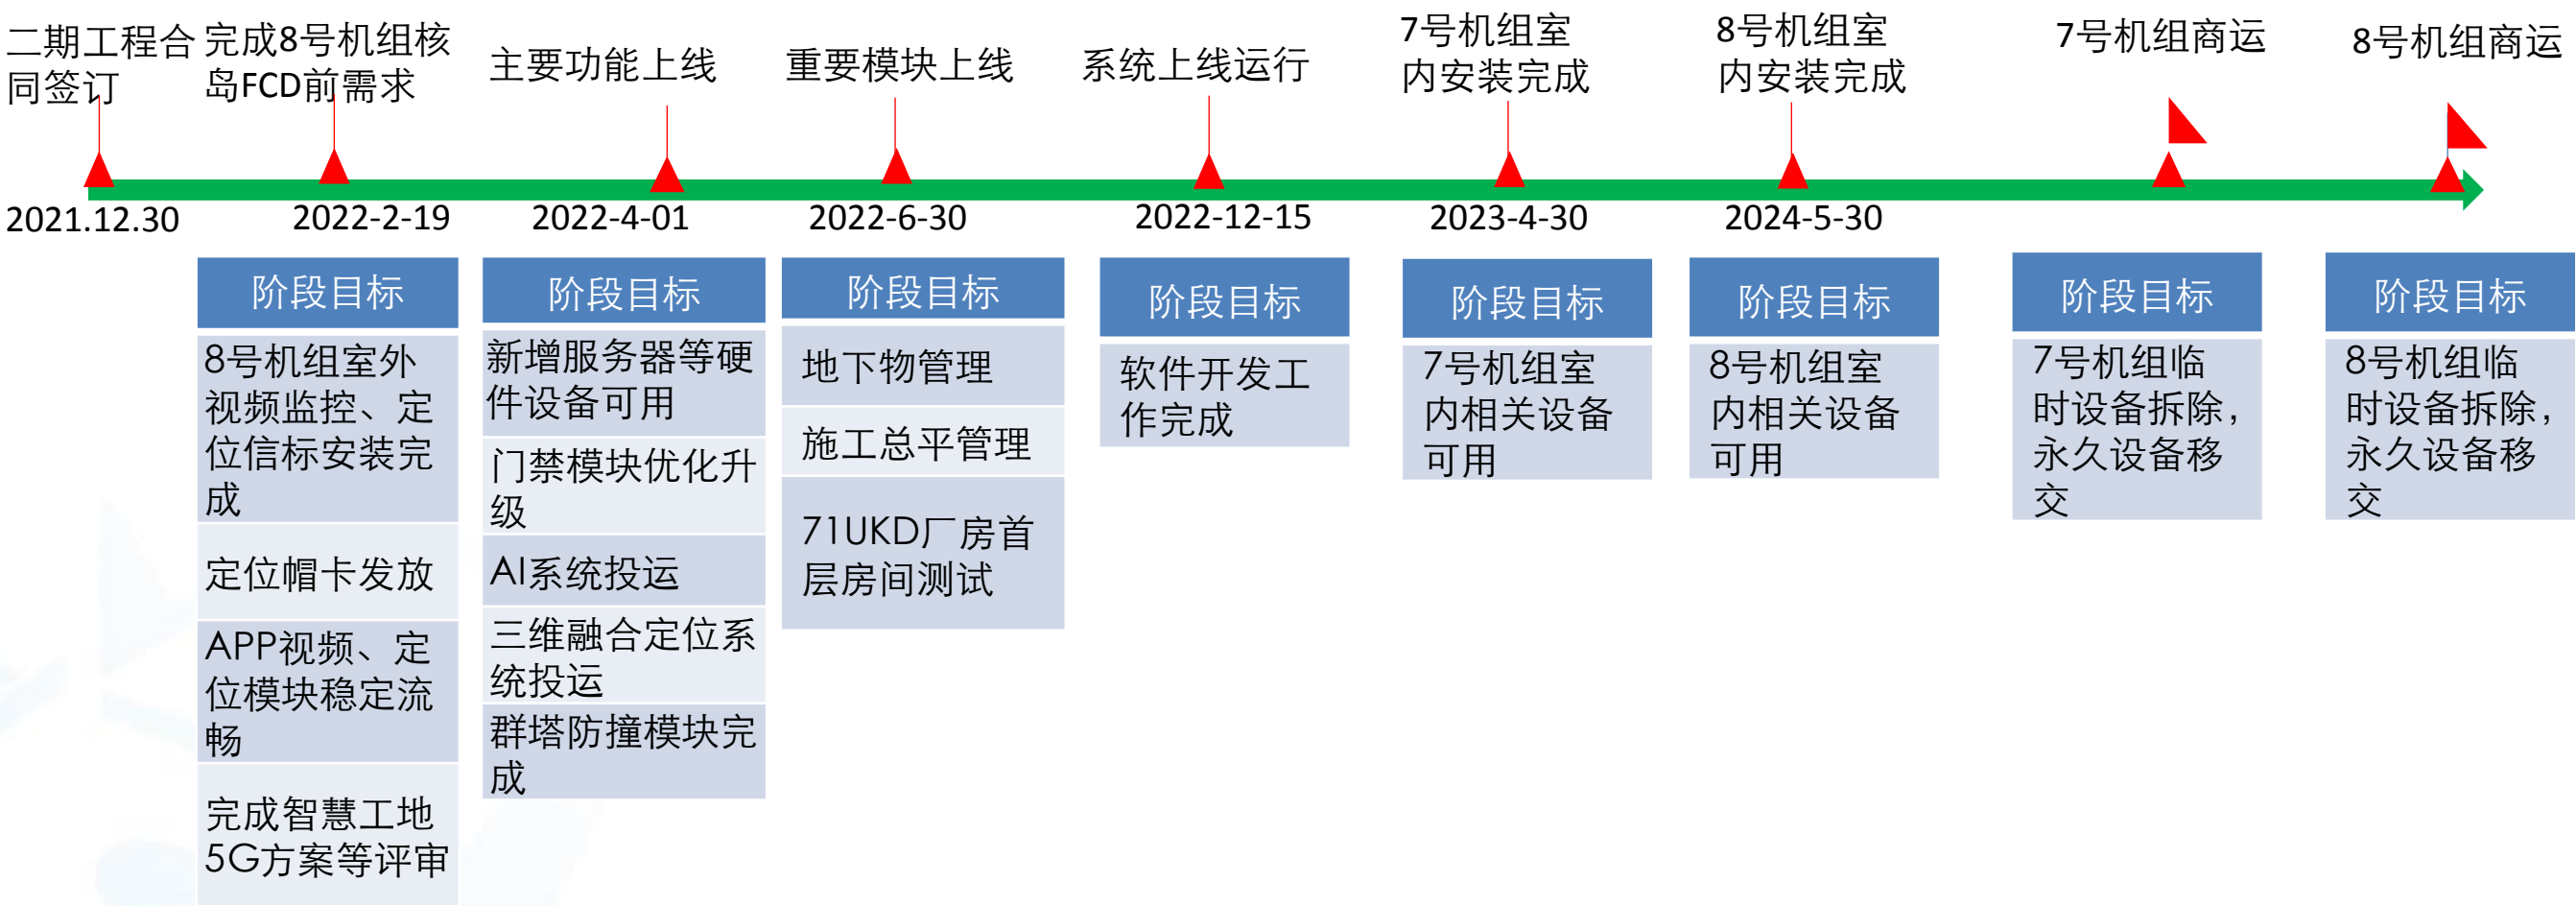 二期工程合
同签订
完成8号机组核
岛FCD前需求
主要功能上线
重要模块上线
系统上线运行
7号机组室
内安装完成
8号机组室
内安装完成
7号机组商运
8号机组商运
2021.12.30
2022-2-19
2022-4-01
2022-6-30
2022-12-15
2023-4-30
2024-5-30
阶段目标
8号机组室外
视频监控、定
位信标安装完
成
定位帽卡发放
APP视频、定
位模块稳定流
畅
完成智慧工地
5G方案等评审
阶段目标
新增服务器等硬
件设备可用
门禁模块优化升
级
AI系统投运
三维融合定位系
统投运
群塔防撞模块完
成
阶段目标
地下物管理
施工总平管理
71UKD厂房首
层房间测试
阶段目标
软件开发工
作完成
阶段目标
7号机组室
内相关设备
可用
阶段目标
8号机组室
内相关设备
可用
阶段目标
7号机组临
时设备拆除，
永久设备移
交
阶段目标
8号机组临
时设备拆除，
永久设备移
交